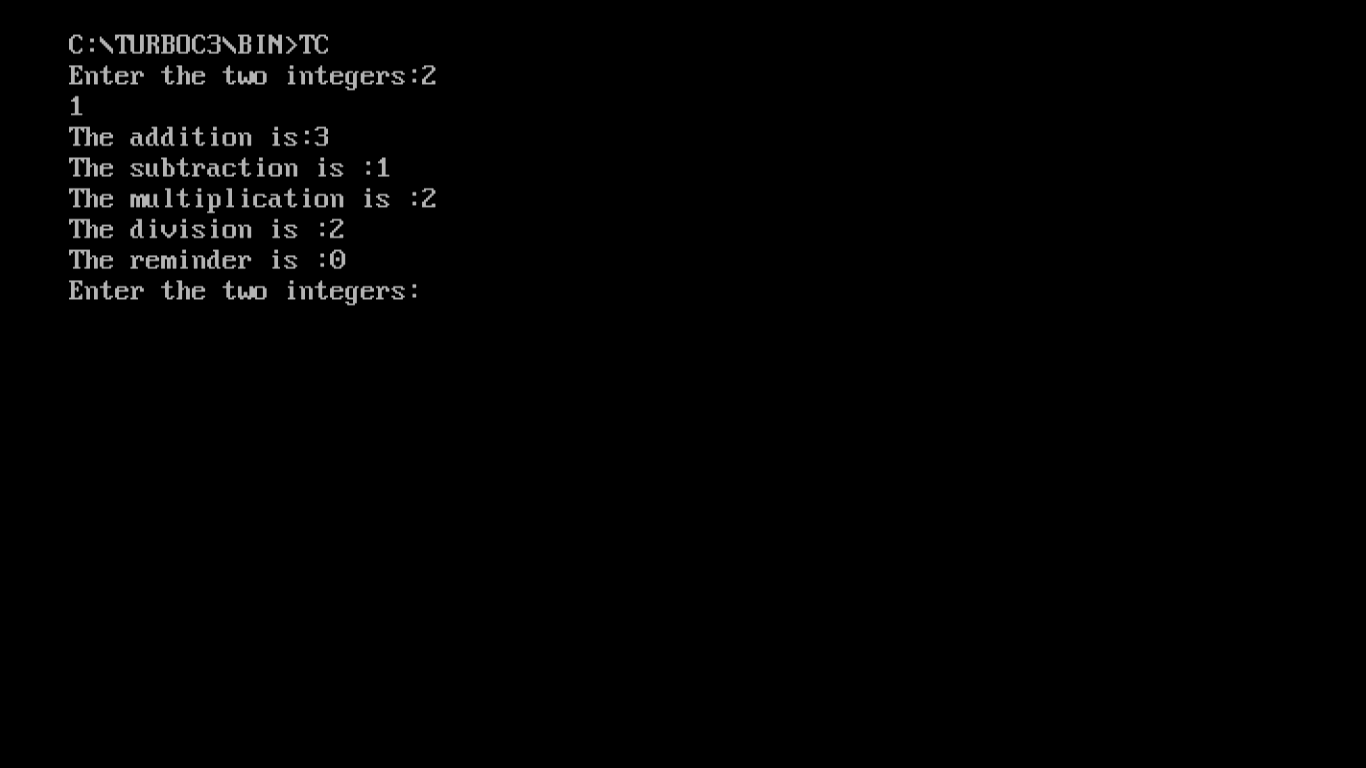 C:\TURBOC3\BIN>TC
Enter the two integers:2
1
The addition is:3
The subtraction is :1
The multiplication is :2
The division is :2
The reminder is :0
Enter the two integers: